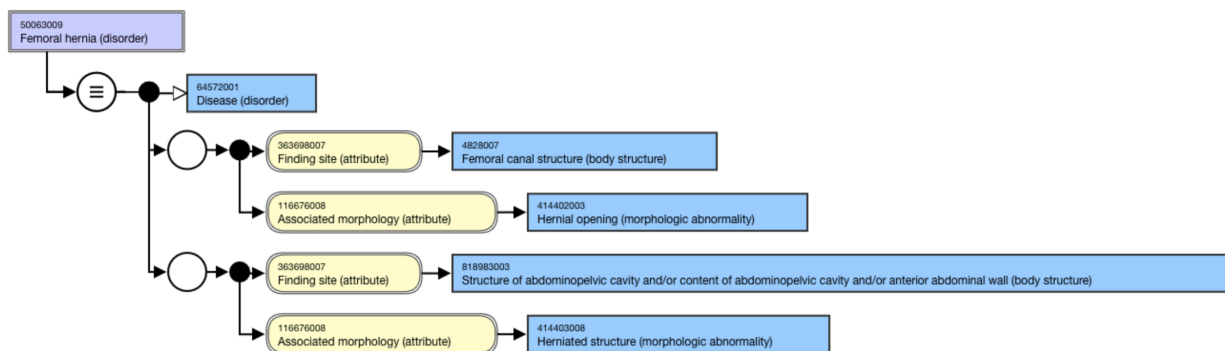 50063009
Femoral hernia (disorder)
64572001
Disease (disorder)
363698007
Finding site (attribute)
4828007
Femoral canal structure (body structure)
116676008
Associated morphology (attribute)
414402003
Hernial opening (morphologic abnormality)
363698007
Finding site (attribute)
818983003
Structure of abdominopelvic cavity and/or content of abdominopelvic cavity and/or anterior abdominal wall (body structure)
116676008
Associated morphology (attribute)
414403008
Herniated structure (morphologic abnormality)